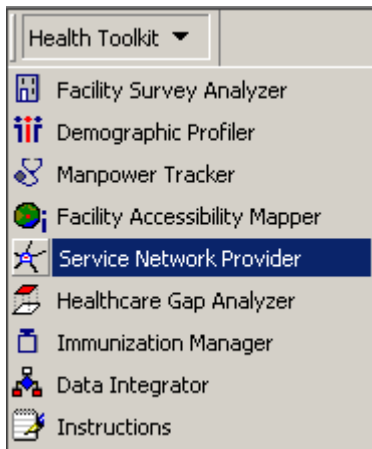 Health Toolkit
Facility Survey Analyzer
Demographic Profiler
Manpower Tracker
Facility Accessibility Mapper
Service Network Provider
Healthcare Gap Analyzer
Immunization Manager
Data Integrator
Instructions